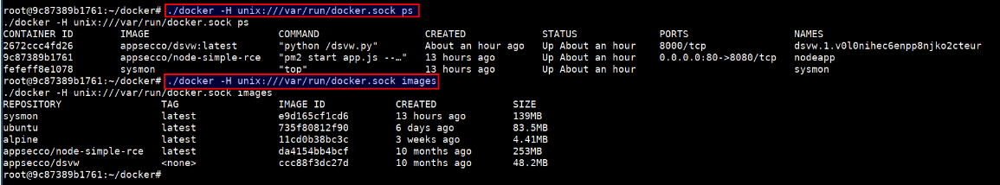 root@9c87389b1761:~/docker# ./docker -H unix:///var/run/docker.sock ps
./docker -H unix:///var/run/docker.sock ps
CONTAINER ID IMAGE COMMAND CREATED STATUS PORTS NAMES
2672ccc4fd26 appsecco/dsvw:latest "python /dsvw.py" About an hour ago Up About an hour 8000/tcp dsvw.1.v0l0nihec6enpp8njko2cteur
9c87389b1761 appsecco/node-simple-rce "pm2 start app.js --…" 13 hours ago Up About an hour 0.0.0.0:80->8080/tcp nodeapp
fefeff8e1078 sysmon "top" 13 hours ago Up About an hour sysmon
root@9c87389b1761:~/docker# ./docker -H unix:///var/run/docker.sock images
./docker -H unix:///var/run/docker.sock images
REPOSITORY TAG IMAGE ID CREATED SIZE
sysmon latest e9d165cf1cd6 13 hours ago 139MB
ubuntu latest 735f80812f90 6 days ago 83.5MB
alpine latest 11cd0b38bc3c 3 weeks ago 4.41MB
appsecco/node-simple-rce latest da4154bb4bcf 10 months ago 253MB
appsecco/dsvw <none> ccc88f3dc27d 10 months ago 48.2MB
root@9c87389b1761:~/docker#